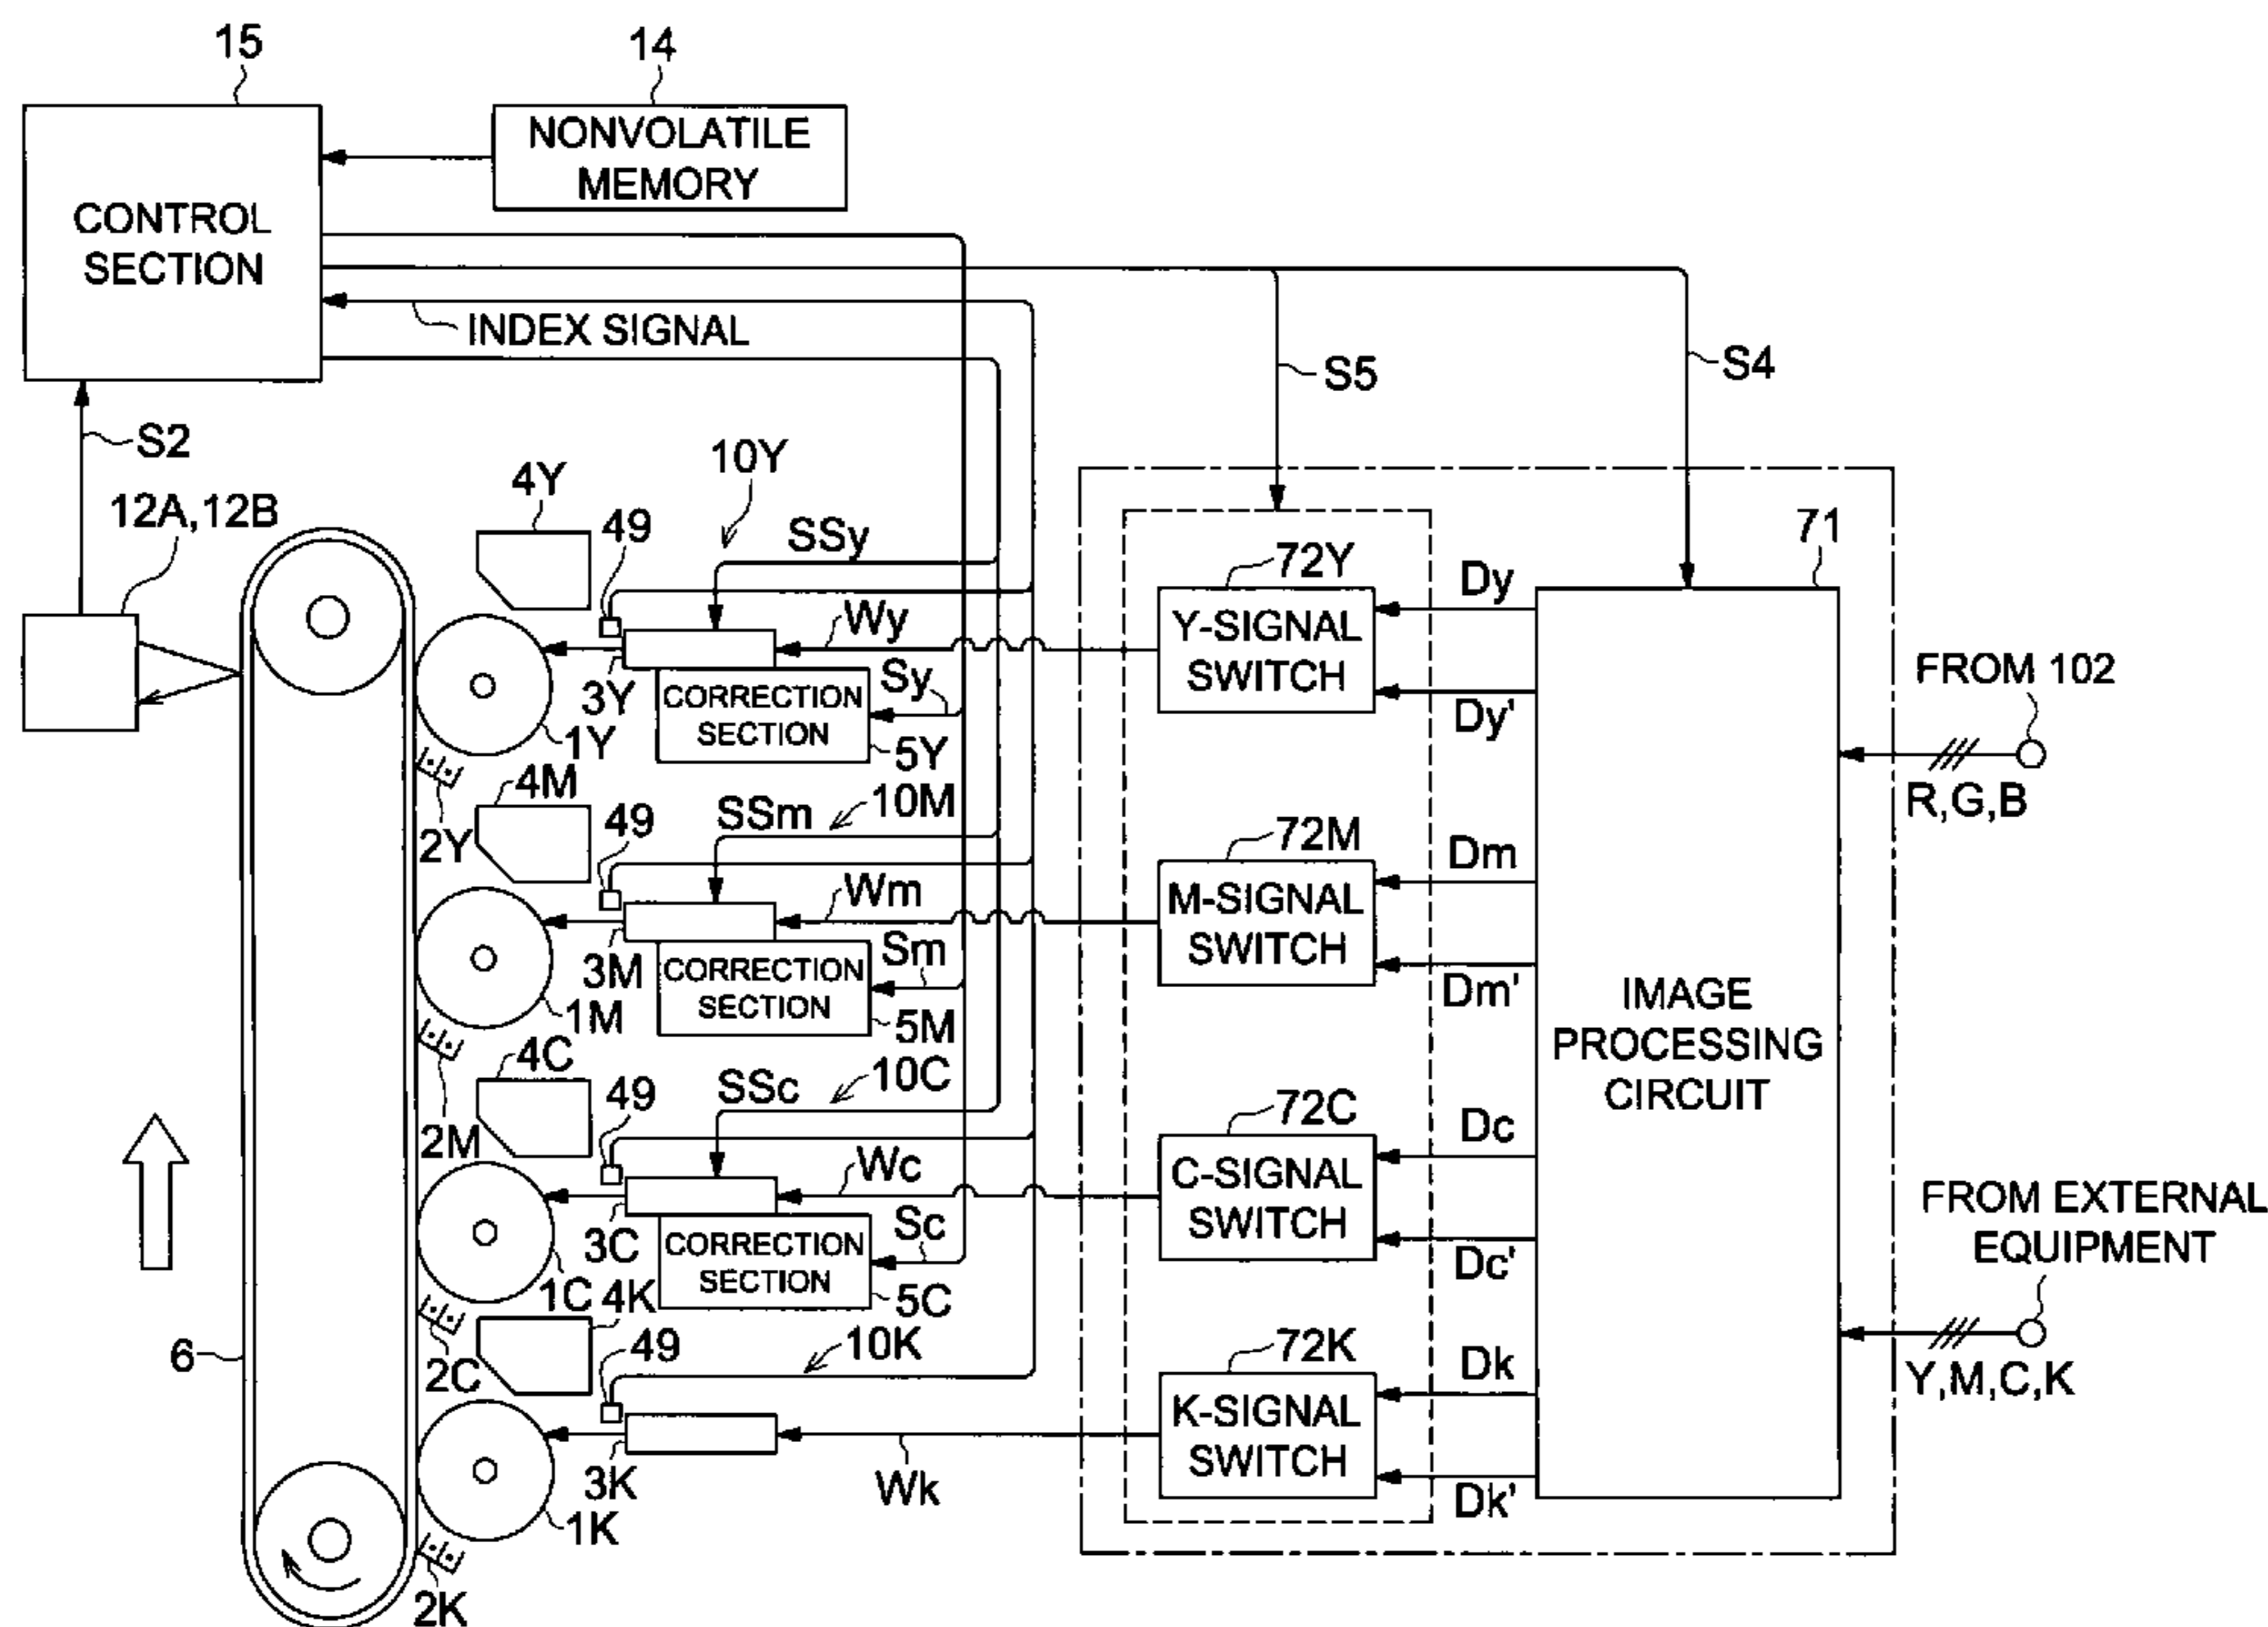 15
14
NONVOLATILE
MEMORY
CONTROL
SECTION
INDEX SIGNAL
S5
S4
S2
10Y
4Y
12A,12B
49
SSy
71
72Y
Dy
Y-SIGNAL
SWITCH
Wy
FROM 102
3Y
CORRECTION
SECTION
Sy
Dy'
1Y
5Y
4M
10M
R,G,B
SSm
49
72M
2Y
Dm
Wm
M-SIGNAL
SWITCH
3M
CORRECTION
SECTION
Sm
Dm'
IMAGE
PROCESSING
CIRCUIT
1M
5M
4C
10C
SSc
49
72C
2M
Dc
Wc
C-SIGNAL
SWITCH
FROM EXTERNAL
EQUIPMENT
3C
CORRECTION
SECTION
Sc
Dc'
1C
4K
5C
6
49
10K
72K
Dk
2C
Y,M,C,K
K-SIGNAL
SWITCH
3K
Wk
Dk'
1K
2K